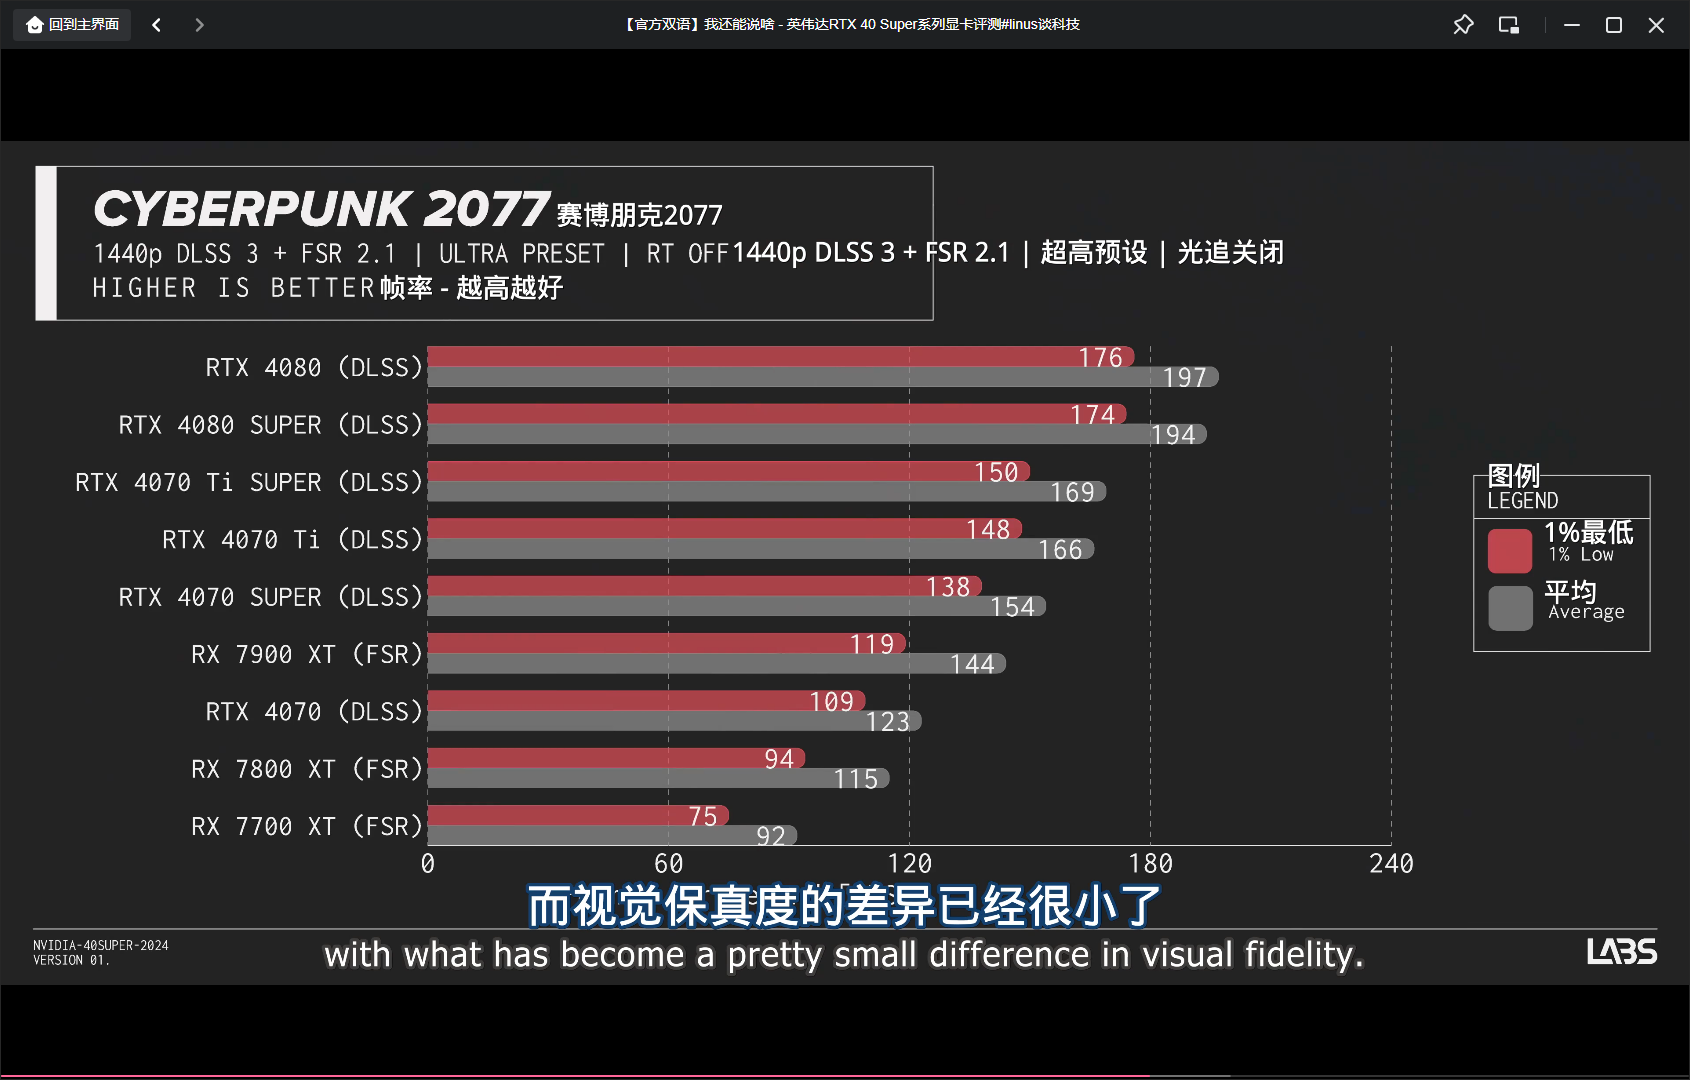 回到主界面
【官方双语】我还能说啥 - 英伟达RTX 40 Super系列显卡评测#linus谈科技
CYBERPUNK 2077 赛博朋克2077
1440p DLSS 3 + FSR 2.1 | ULTRA PRESET | RT OFF 1440p DLSS 3 + FSR 2.1 | 超高预设 | 光追关闭
HIGHER IS BETTER 帧率 - 越高越好
RTX 4080 (DLSS) 176 197
RTX 4080 SUPER (DLSS) 174 194
RTX 4070 Ti SUPER (DLSS) 150 169
RTX 4070 Ti (DLSS) 148 166
RTX 4070 SUPER (DLSS) 138 154
RX 7900 XT (FSR) 119 144
RTX 4070 (DLSS) 109 123
RX 7800 XT (FSR) 94 115
RX 7700 XT (FSR) 75 92
0 60 120 180 240
图例
LEGEND
1%最低
1% Low
平均
Average
而视觉保真度的差异已经很小了
with what has become a pretty small difference in visual fidelity.
NVIDIA-40SUPER-2024
VERSION 01.
LABS